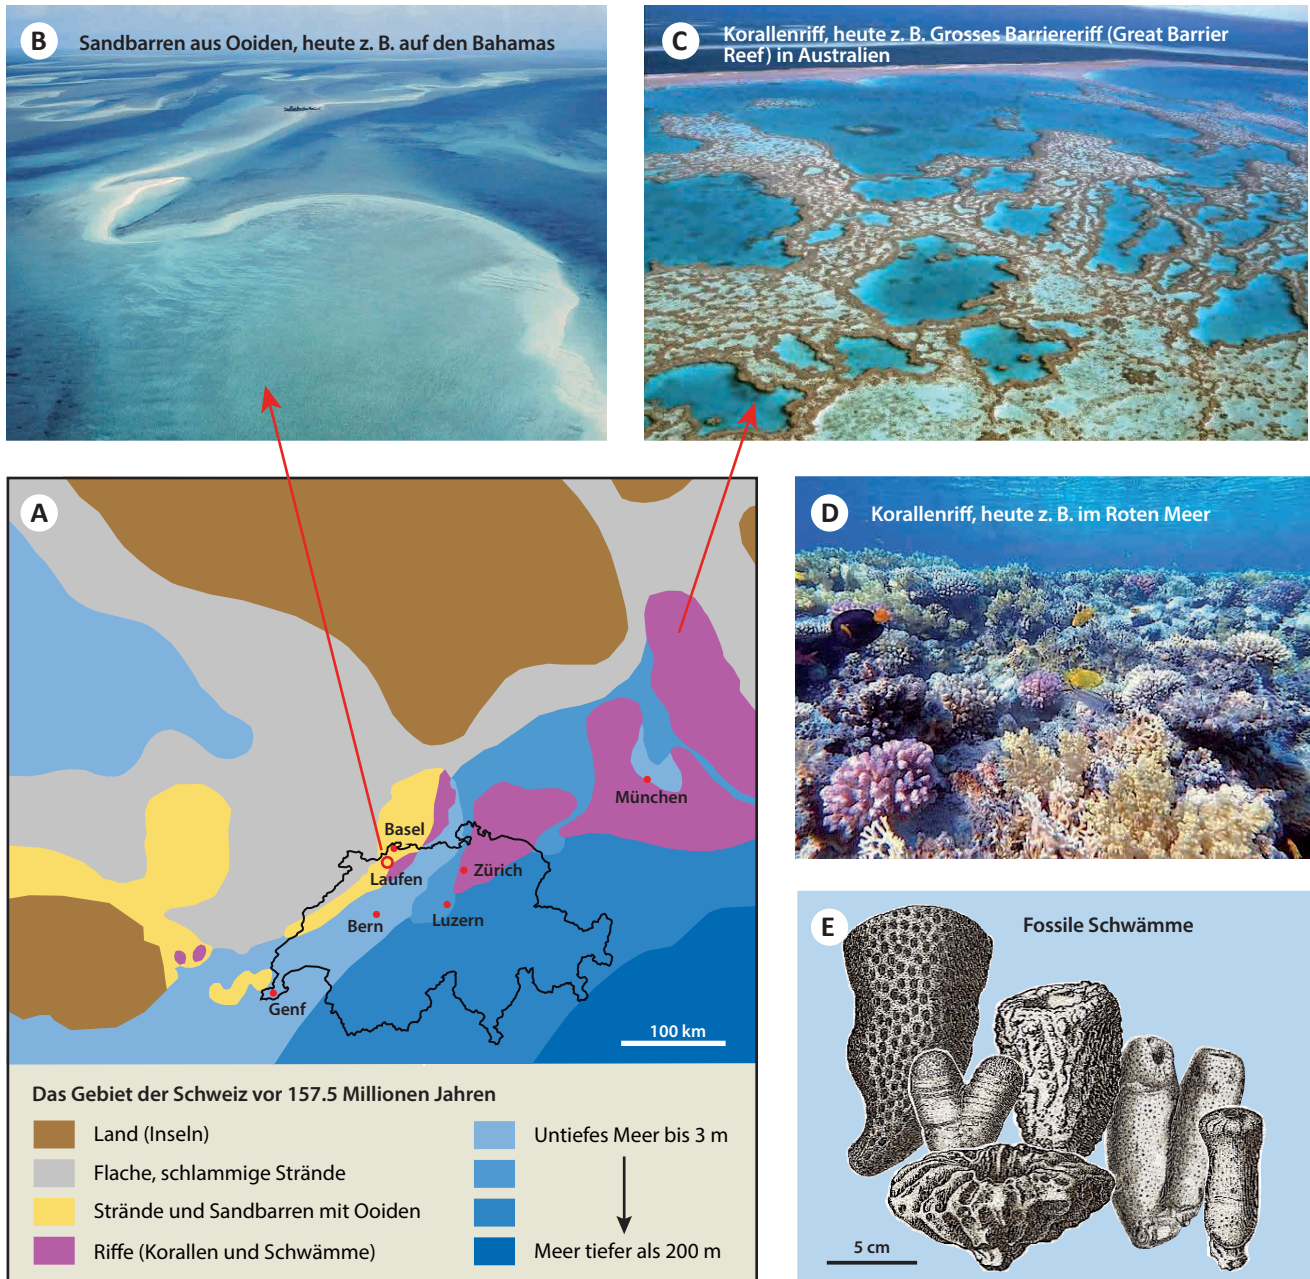 B
Sandbarren aus Ooiden, heute z. B. auf den Bahamas
C
Korallenriff, heute z. B. Grosses Barriereriff (Great Barrier
Reef) in Australien
A
München
Basel
Laufen
Zürich
Bern
Luzern
Genf
100 km
Das Gebiet der Schweiz vor 157.5 Millionen Jahren
Land (Inseln)
Flache, schlammige Strände
Strände und Sandbarren mit Ooiden
Riffe (Korallen und Schwämme)
Untiefes Meer bis 3 m
Meer tiefer als 200 m
D
Korallenriff, heute z. B. im Roten Meer
E
Fossile Schwämme
5 cm